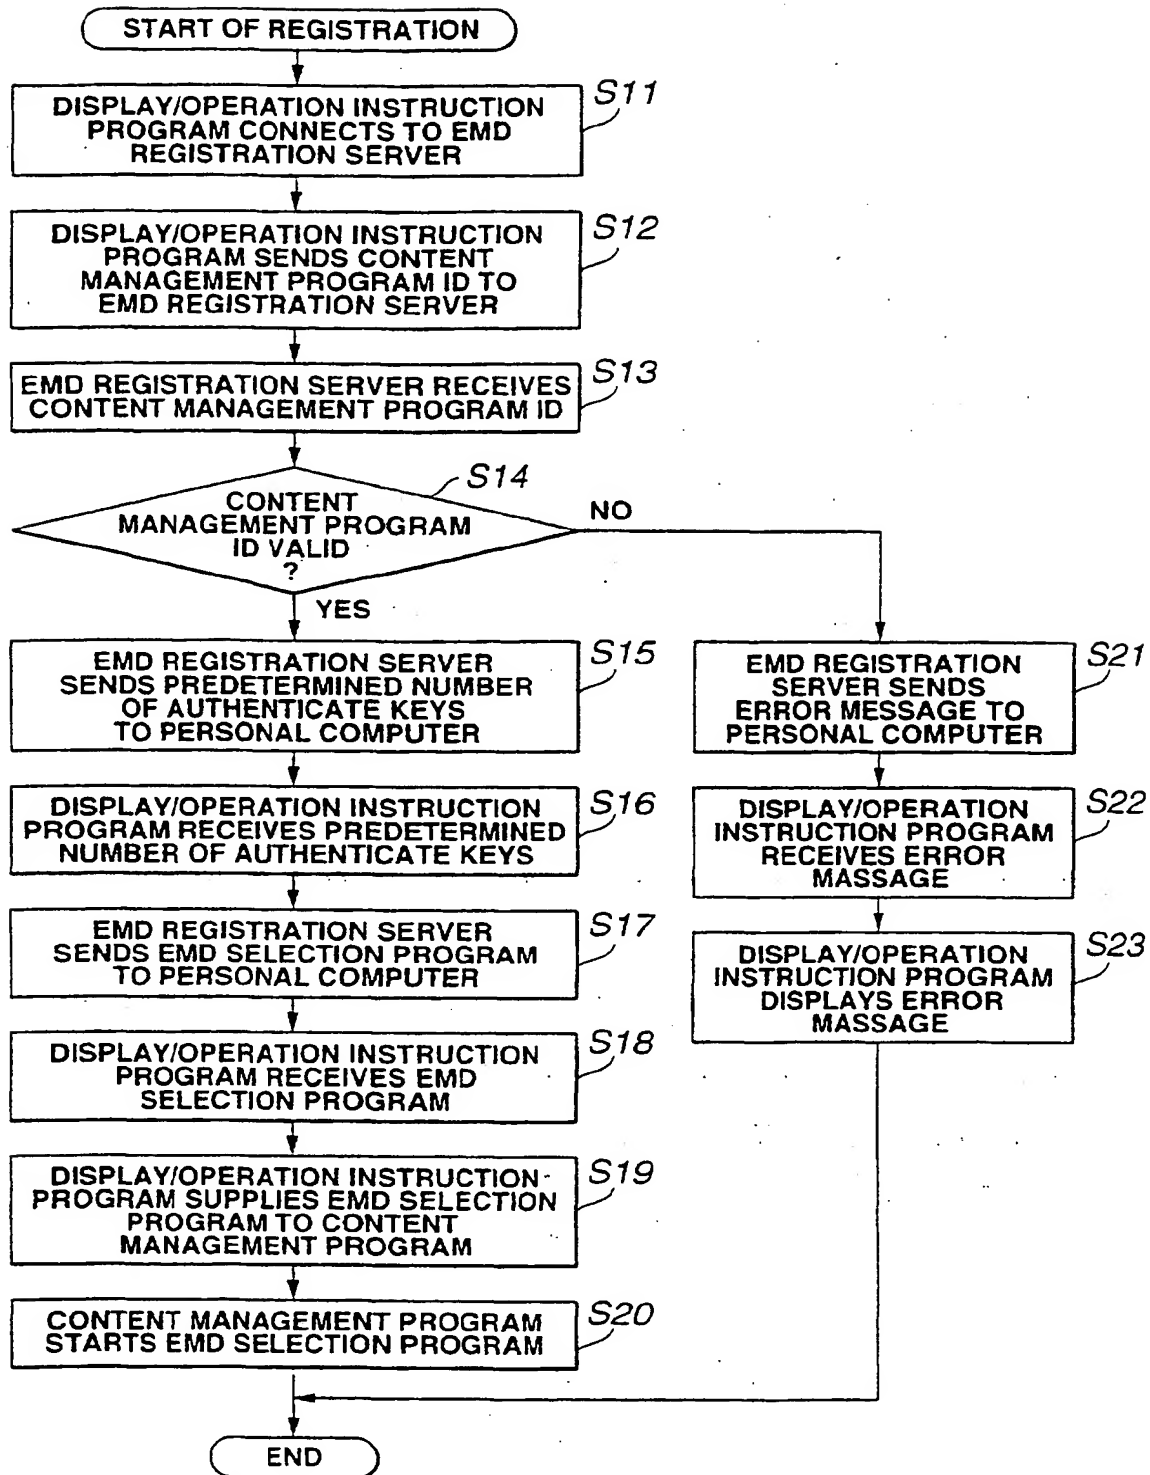 START OF REGISTRATION
S11
DISPLAY/OPERATION INSTRUCTION
PROGRAM CONNECTS TO EMD
REGISTRATION SERVER
S12
DISPLAY/OPERATION INSTRUCTION
PROGRAM SENDS CONTENT
MANAGEMENT PROGRAM ID TO
EMD REGISTRATION SERVER
S13
EMD REGISTRATION SERVER RECEIVES
CONTENT MANAGEMENT PROGRAM ID
S14
CONTENT
MANAGEMENT PROGRAM
ID VALID
?
NO
YES
S15
EMD REGISTRATION SERVER
SENDS PREDETERMINED NUMBER
OF AUTHENTICATE KEYS
TO PERSONAL COMPUTER
S16
DISPLAY/OPERATION INSTRUCTION
PROGRAM RECEIVES PREDETERMINED
NUMBER OF AUTHENTICATE KEYS
S17
EMD REGISTRATION SERVER
SENDS EMD SELECTION PROGRAM
TO PERSONAL COMPUTER
S18
DISPLAY/OPERATION INSTRUCTION
PROGRAM RECEIVES EMD
SELECTION PROGRAM
S19
DISPLAY/OPERATION INSTRUCTION
PROGRAM SUPPLIES EMD SELECTION
PROGRAM TO CONTENT
MANAGEMENT PROGRAM
S20
CONTENT MANAGEMENT PROGRAM
STARTS EMD SELECTION PROGRAM
S21
EMD REGISTRATION
SERVER SENDS
ERROR MESSAGE TO
PERSONAL COMPUTER
S22
DISPLAY/OPERATION
INSTRUCTION PROGRAM
RECEIVES ERROR
MASSAGE
S23
DISPLAY/OPERATION
INSTRUCTION PROGRAM
DISPLAYS ERROR
MASSAGE
END